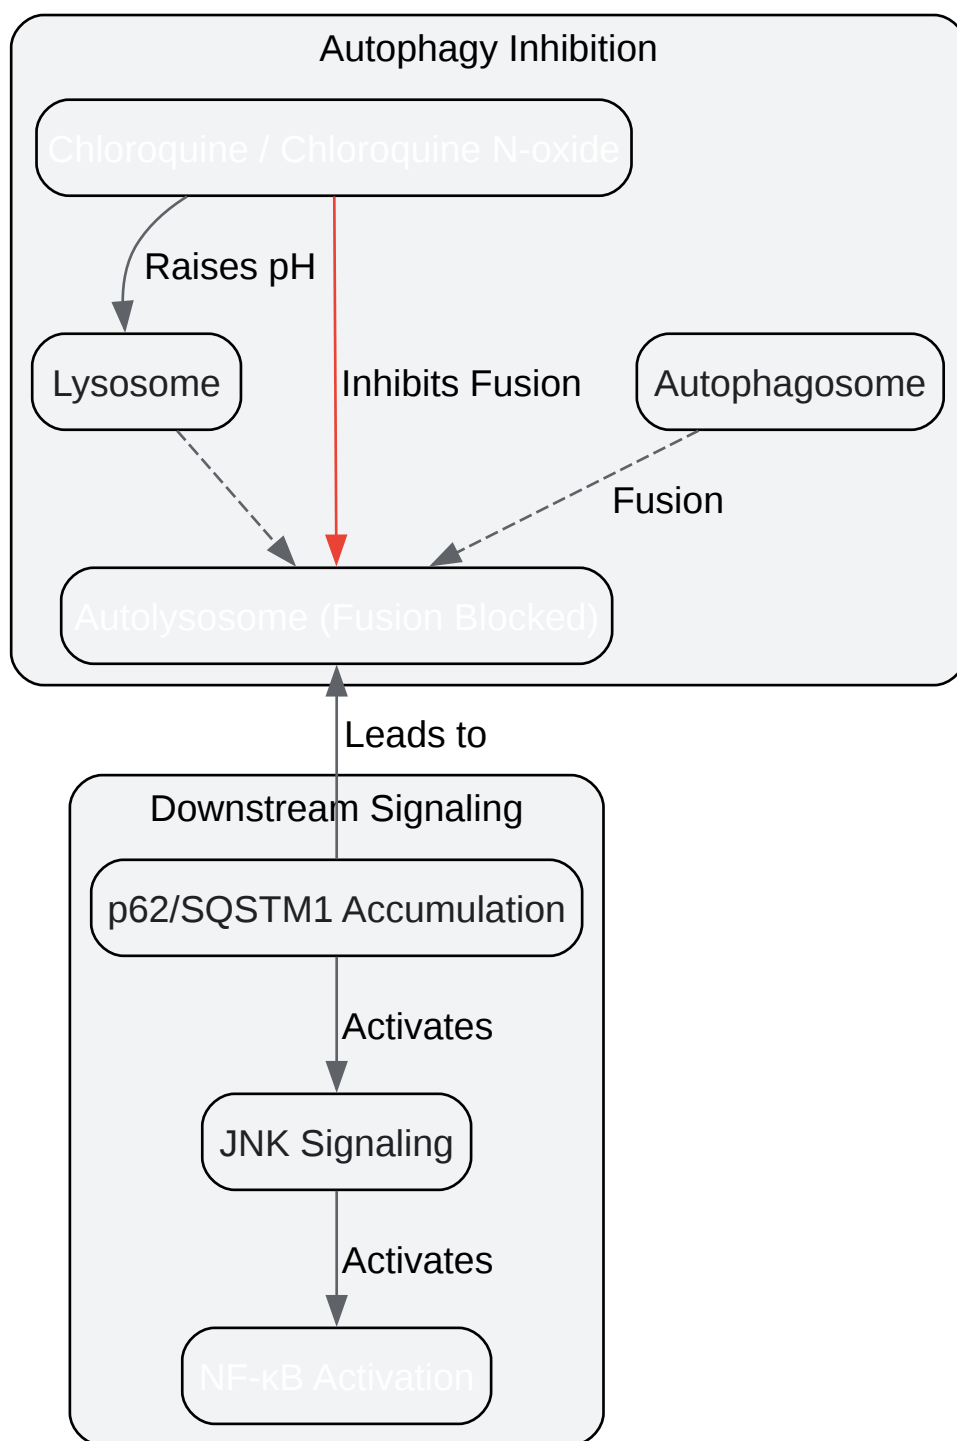 Autophagy Inhibition
Chloroquine / Chloroquine N-oxide
Raises pH
Lysosome
Inhibits Fusion
Autophagosome
Fusion
Autolysosome (Fusion Blocked)
Leads to
Downstream Signaling
p62/SQSTM1 Accumulation
Activates
JNK Signaling
Activates
NF-κB Activation